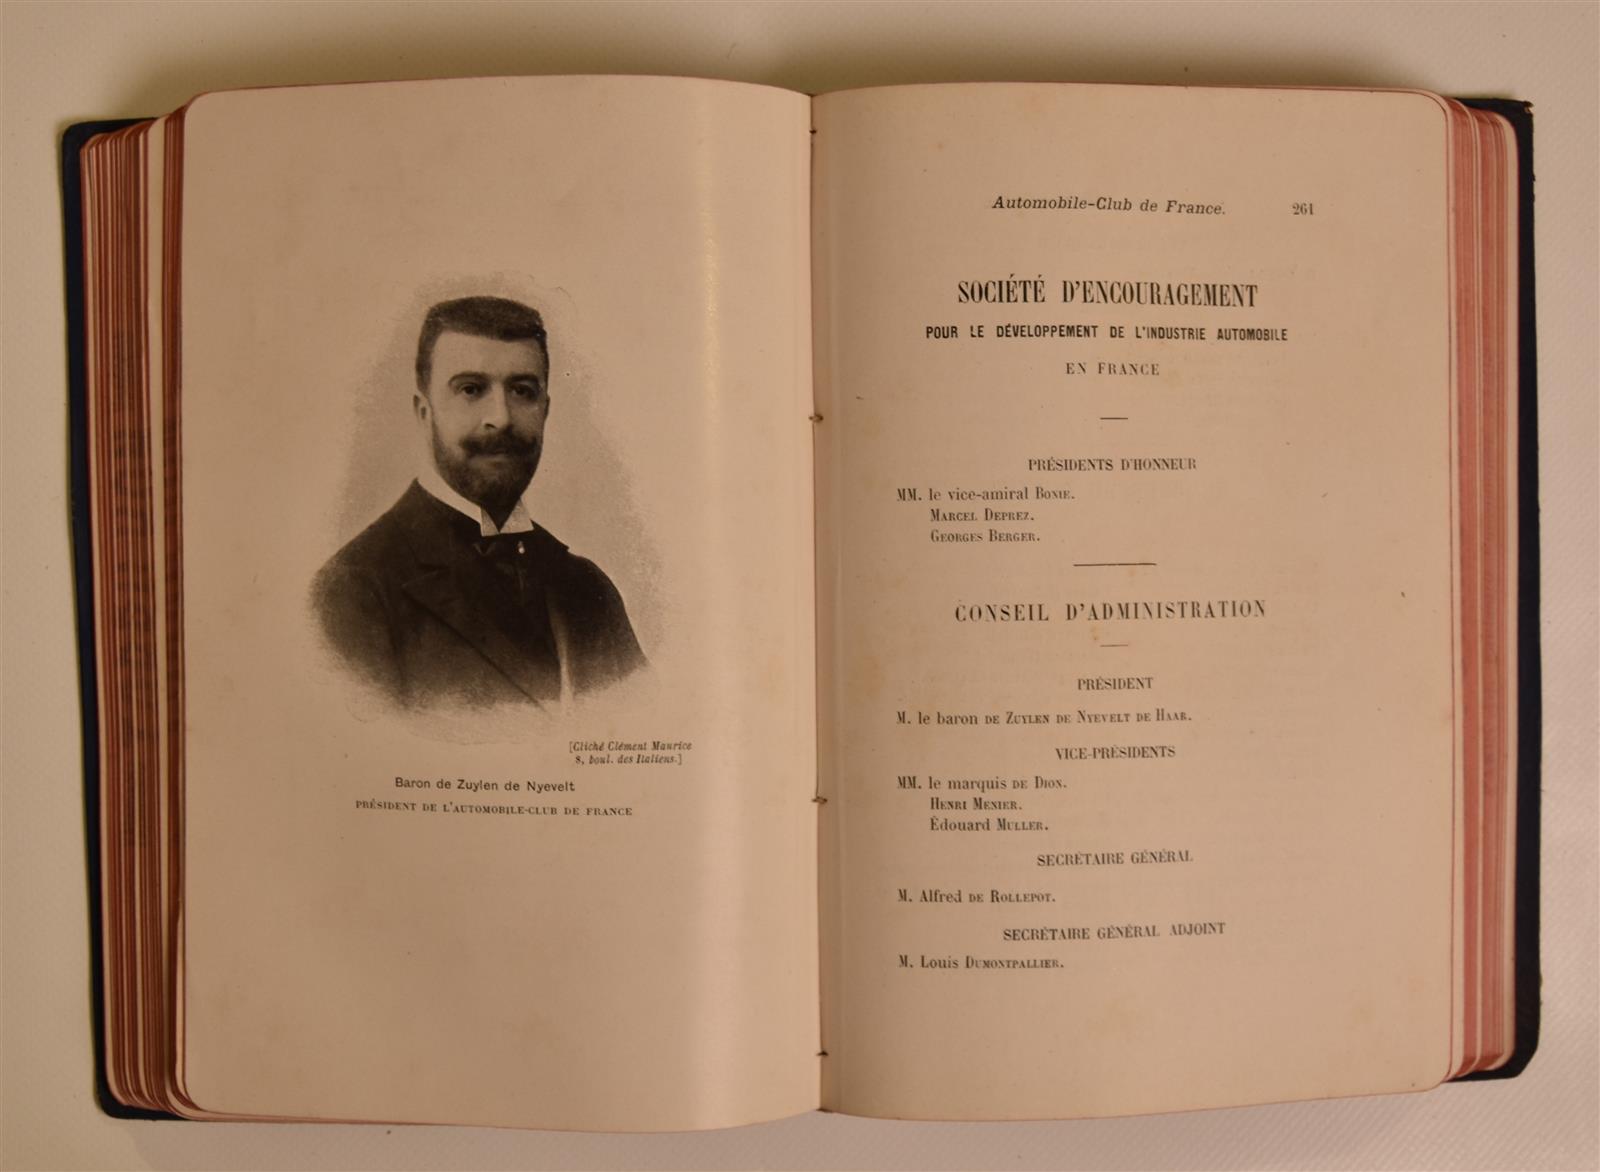 [Cliché Clément Maurice
8, boul. des Italiens.]
Baron de Zuylen de Nyevelt
PRÉSIDENT DE L'AUTOMOBILE-CLUB DE FRANCE
Automobile-Club de France. 261
SOCIÉTÉ D'ENCOURAGEMENT
POUR LE DÉVELOPPEMENT DE L'INDUSTRIE AUTOMOBILE
EN FRANCE
PRÉSIDENTS D'HONNEUR
MM. le vice-amiral BONIE.
MARCEL DEPREZ.
GEORGES BERGER.
CONSEIL D'ADMINISTRATION
PRÉSIDENT
M. le baron DE ZUYLEN DE NYEVELT DE HAAR.
VICE-PRÉSIDENTS
MM. le marquis DE DION.
HENRI MENIER.
Édouard MULLER.
SECRÉTAIRE GÉNÉRAL
M. Alfred DE ROLLEPOT.
SECRÉTAIRE GÉNÉRAL ADJOINT
M. Louis DUMONTPALLIER.